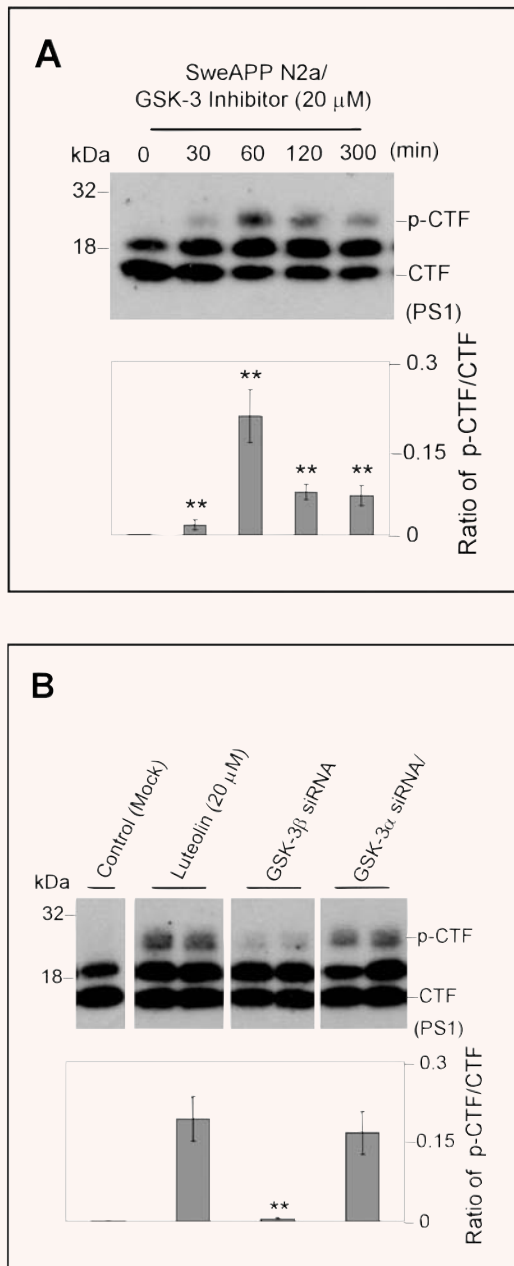 A
SweAPP N2a/
GSK-3 Inhibitor (20 µM)
kDa 0 30 60 120 300 (min)
32
p-CTF
18
CTF
(PS1)
0.3
**
** ** **
0.15
0
Ratio of p-CTF/CTF
B
Control (Mock)
Luteolin (20 µM)
GSK-3β siRNA
GSK-3α siRNA/
kDa
32
p-CTF
18
CTF
(PS1)
0.3
0.15
**
0
Ratio of p-CTF/CTF